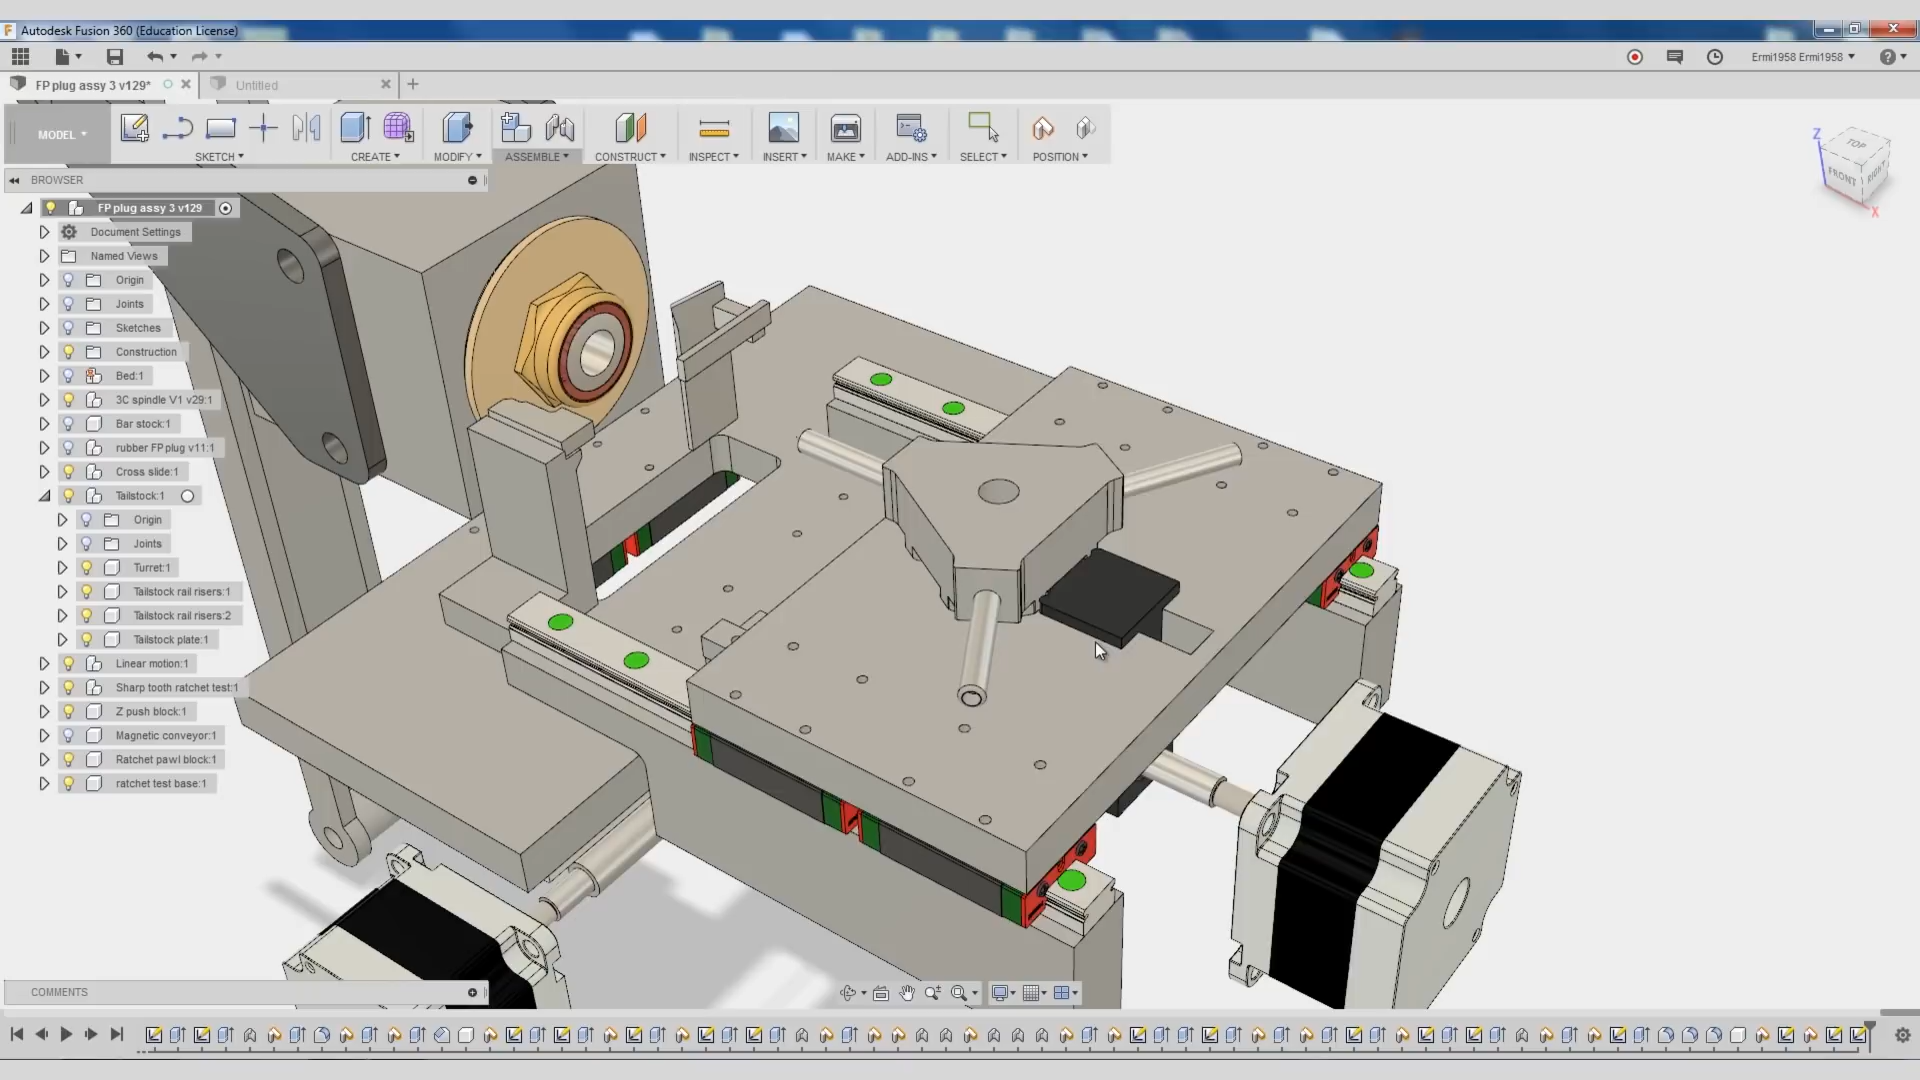 Autodesk Fusion 360 (Education License)
Ermi1958 Ermi1958
FP plug assy 3 v129*
Untitled
MODEL
SKETCH
CREATE
MODIFY
ASSEMBLE
CONSTRUCT
INSPECT
INSERT
MAKE
ADD-INS
SELECT
POSITION
Z
TOP
FRONT
RIGHT
X
BROWSER
FP plug assy 3 v129
Document Settings
Named Views
Origin
Joints
Sketches
Construction
Bed:1
3C spindle V1 v29:1
Bar stock:1
rubber FP plug v11:1
Cross slide:1
Tailstock:1
Origin
Joints
Turret:1
Tailstock rail risers:1
Tailstock rail risers:2
Tailstock plate:1
Linear motion:1
Sharp tooth ratchet test:1
Z push block:1
Magnetic conveyor:1
Ratchet pawl block:1
ratchet test base:1
COMMENTS